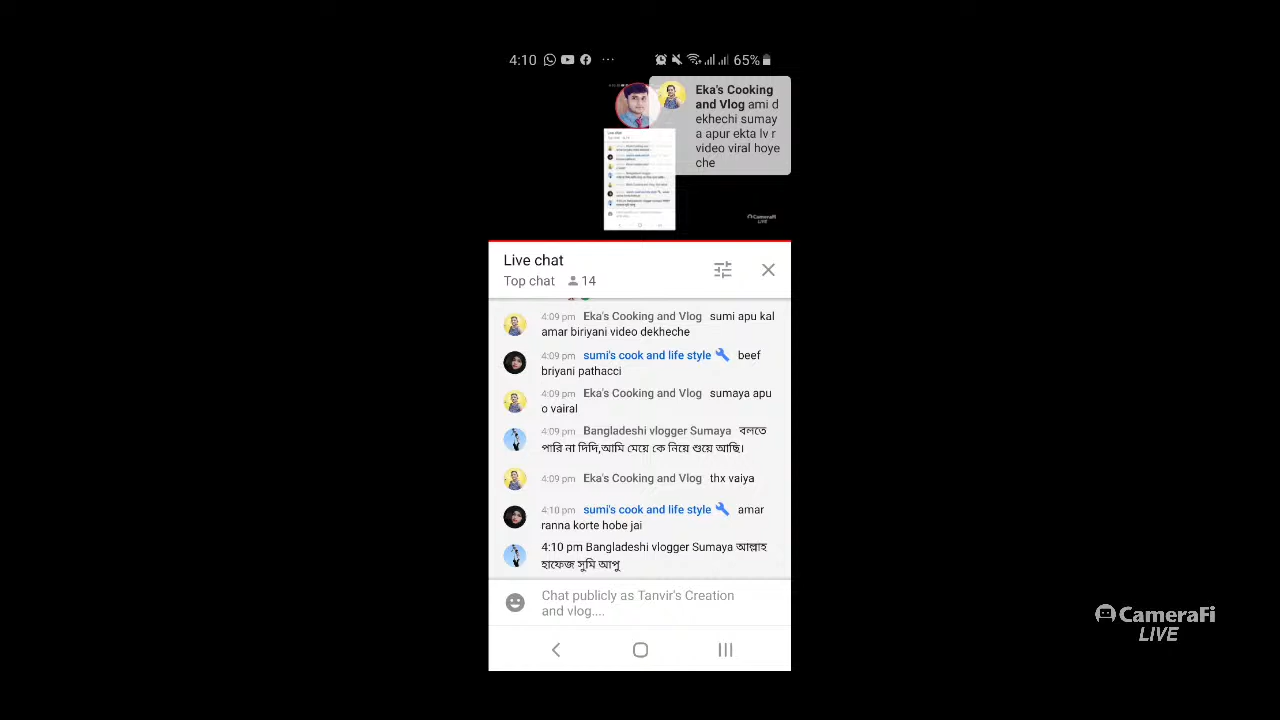 4:10 ... 65%
Eka's Cooking
and Vlog ami d
ekhechi sumay
a apur ekta lv r
video viral hoye
che
CameraFi
LIVE
Live chat
Top chat 14
4:09 pm Eka's Cooking and Vlog sumi apu kal
amar biriyani video dekheche
4:09 pm sumi's cook and life style beef
briyani pathacci
4:09 pm Eka's Cooking and Vlog sumaya apu
o vairal
4:09 pm Bangladeshi vlogger Sumaya বলতে
পারি না দিদি,আমি মেয়ে কে নিয়ে শুয়ে আছি।
4:09 pm Eka's Cooking and Vlog thx vaiya
4:10 pm sumi's cook and life style amar
ranna korte hobe jai
4:10 pm Bangladeshi vlogger Sumaya আল্লাহ
হাফেজ সুমি আপু
Chat publicly as Tanvir's Creation
and vlog....
CameraFi
LIVE